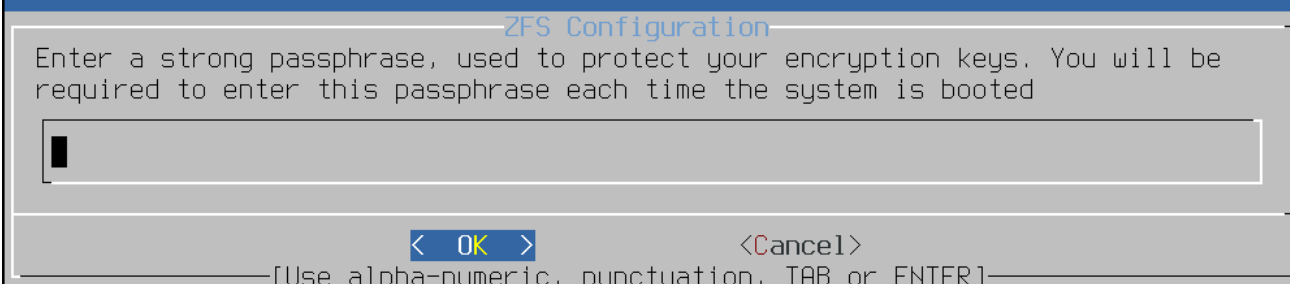 ZFS Configuration
Enter a strong passphrase, used to protect your encryption keys. You will be
required to enter this passphrase each time the system is booted
< OK > <Cancel>
[Use alpha-numeric, punctuation, TAB or ENTER]